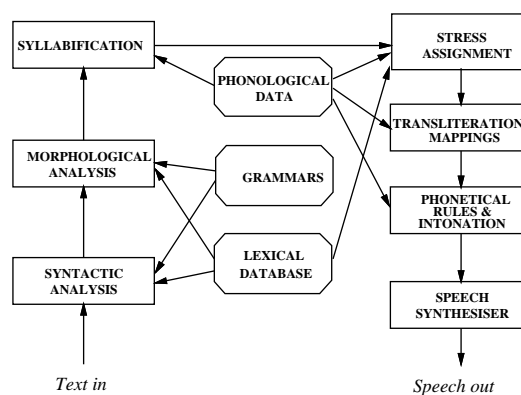 SYLLABIFICATION
STRESS
ASSIGNMENT
PHONOLOGICAL
DATA
TRANSLITERATION
MAPPINGS
MORPHOLOGICAL
ANALYSIS
GRAMMARS
PHONETICAL
RULES &
INTONATION
LEXICAL
DATABASE
SYNTACTIC
ANALYSIS
SPEECH
SYNTHESISER
Text in
Speech out